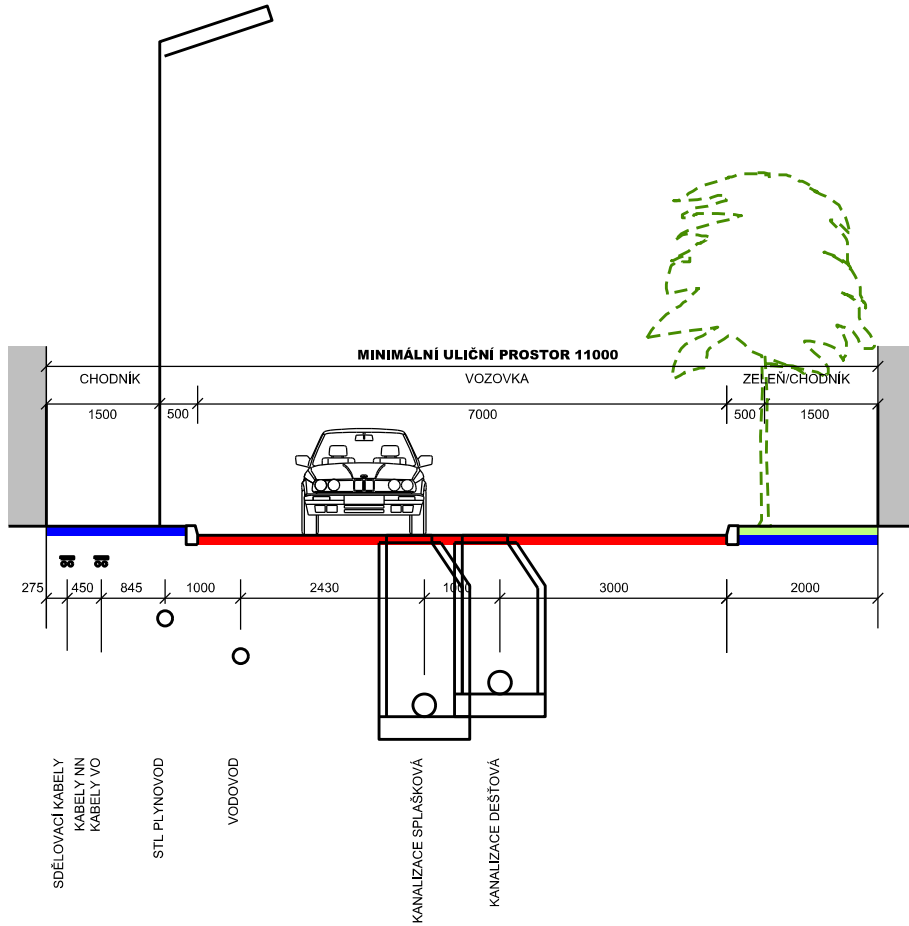 MINIMÁLNÍ ULIČNÍ PROSTOR 11000
CHODNÍK
VOZOVKA
ZELEŇ/CHODNÍK
1500
500
7000
500
1500
275
450
845
1000
2430
1000
3000
2000
SDĚLOVACÍ KABELY
KABELY NN
KABELY VO
STL PLYNOVOD
VODOVOD
KANALIZACE SPLAŠKOVÁ
KANALIZACE DEŠŤOVÁ